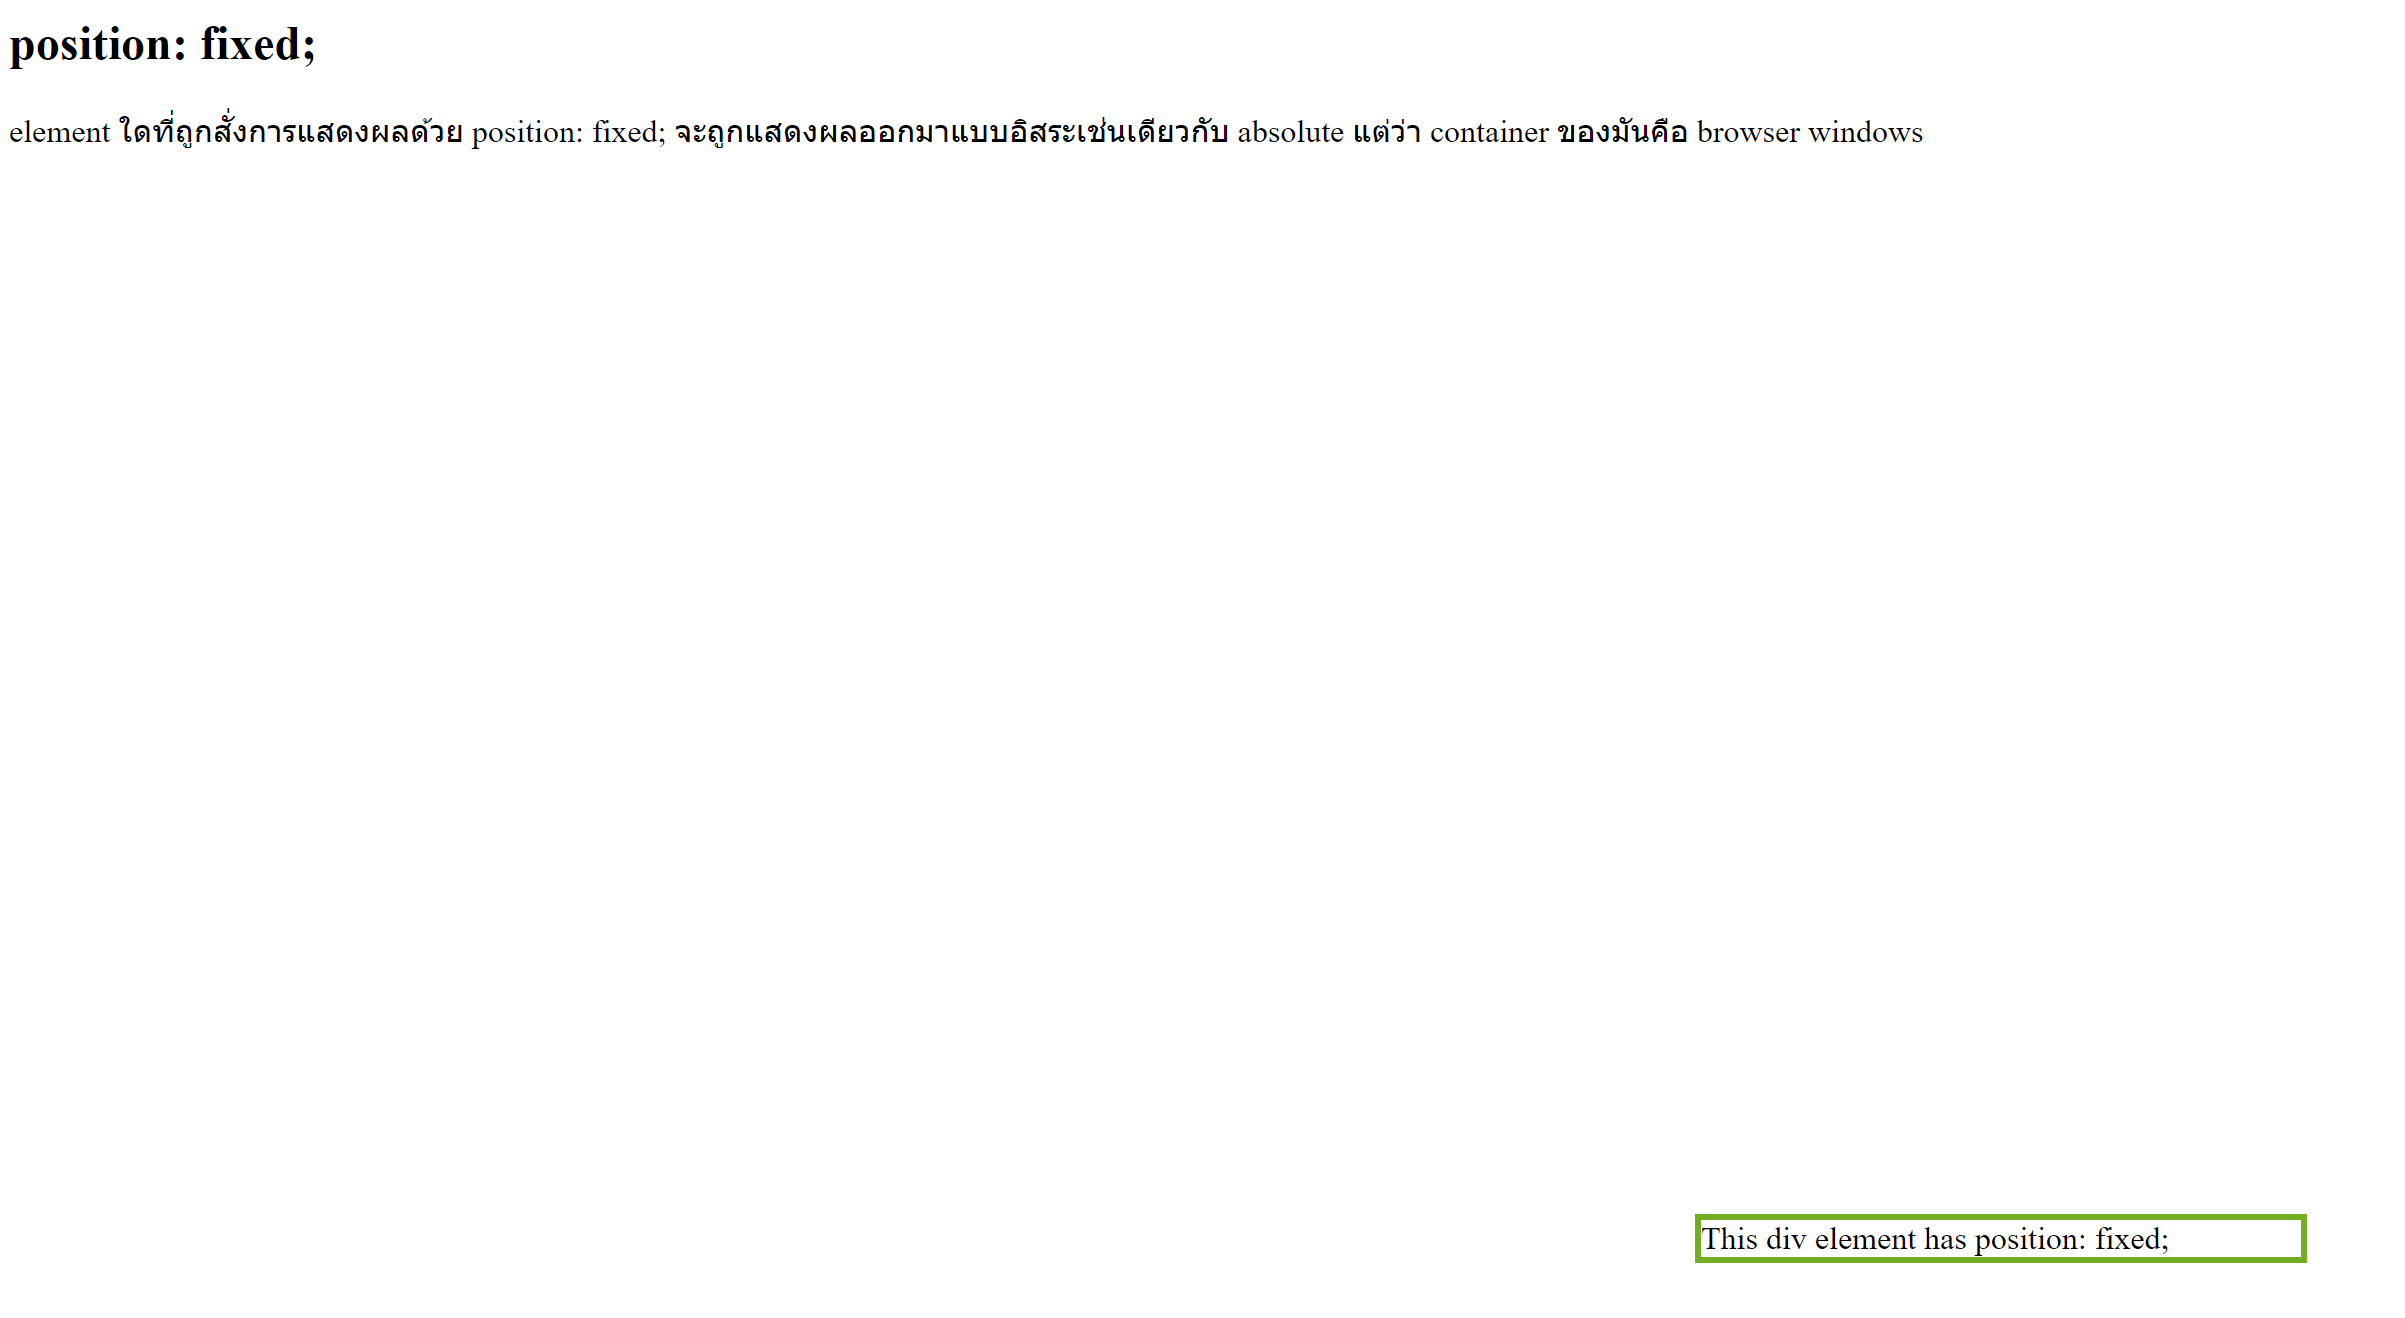 position: fixed;
element ใดที่ถูกสั่งการแสดงผลด้วย position: fixed; จะถูกแสดงผลออกมาแบบอิสระเช่นเดียวกับ absolute แต่ว่า container ของมันคือ browser windows
This div element has position: fixed;